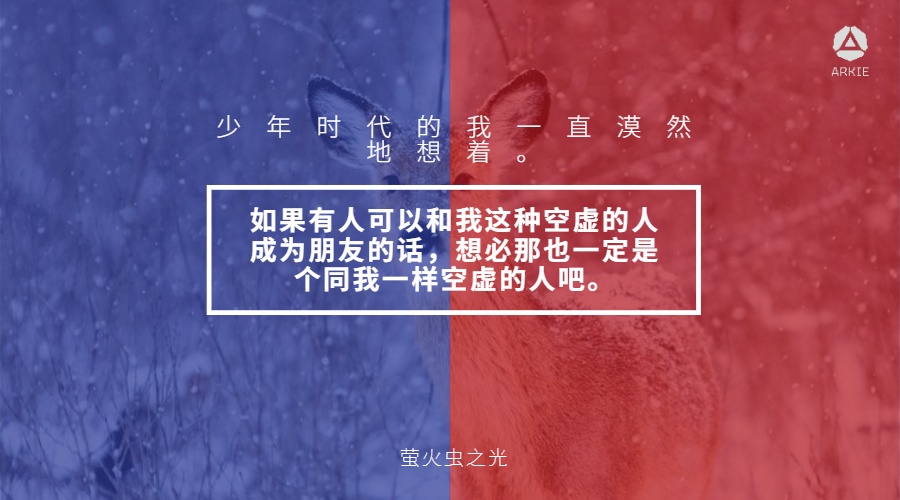 ARKIE
少年时代的我一直漠然
地想着。
如果有人可以和我这种空虚的人
成为朋友的话，想必那也一定是
个同我一样空虚的人吧。
萤火虫之光